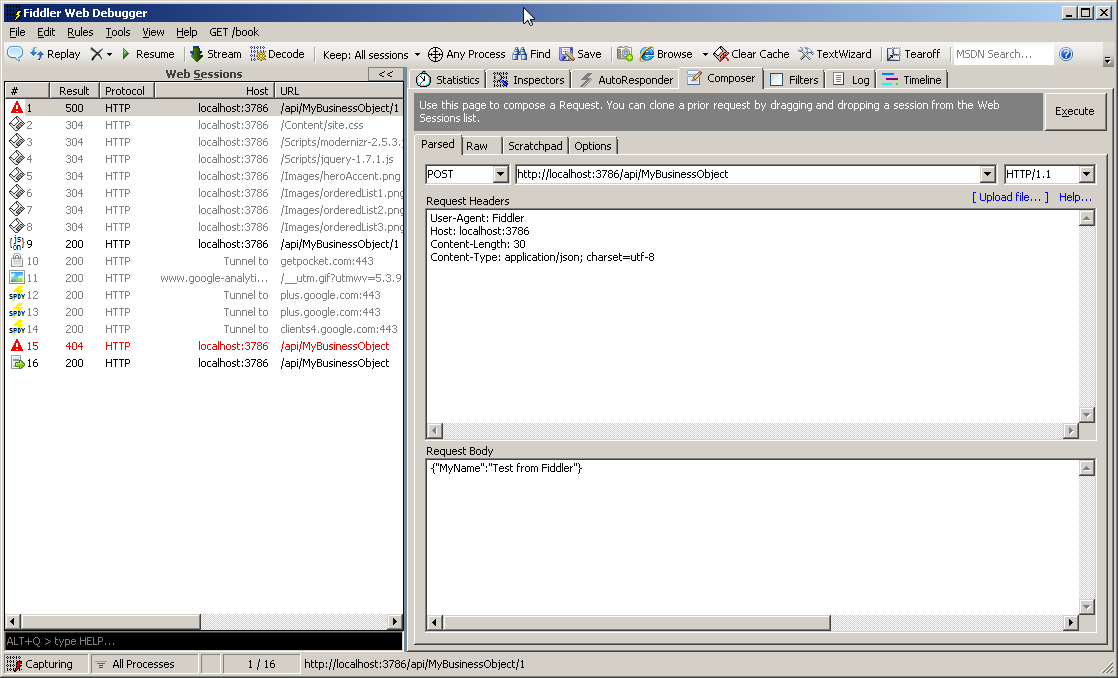 Fiddler Web Debugger
File Edit Rules Tools View Help GET /book
Replay Resume Stream Decode Keep: All sessions Any Process Find Save Browse Clear Cache TextWizard Tearoff MSDN Search...
Web Sessions <<
# Result Protocol Host URL
1 500 HTTP localhost:3786 /api/MyBusinessObject/1
2 304 HTTP localhost:3786 /Content/site.css
3 304 HTTP localhost:3786 /Scripts/modernizr-2.5.3.
4 304 HTTP localhost:3786 /Scripts/jquery-1.7.1.js
5 304 HTTP localhost:3786 /Images/heroAccent.png
6 304 HTTP localhost:3786 /Images/orderedList1.png
7 304 HTTP localhost:3786 /Images/orderedList2.png
8 304 HTTP localhost:3786 /Images/orderedList3.png
9 200 HTTP localhost:3786 /api/MyBusinessObject/1
10 200 HTTP Tunnel to getpocket.com:443
11 200 HTTP www.google-analyti... /__utm.gif?utmwv=5.3.9
12 200 HTTP Tunnel to plus.google.com:443
13 200 HTTP Tunnel to plus.google.com:443
14 200 HTTP Tunnel to clients4.google.com:443
15 404 HTTP localhost:3786 /api/MyBusinessObject
16 200 HTTP localhost:3786 /api/MyBusinessObject
ALT+Q > type HELP...
Statistics Inspectors AutoResponder Composer Filters Log Timeline
Use this page to compose a Request. You can clone a prior request by dragging and dropping a session from the Web
Sessions list.
Execute
Parsed Raw Scratchpad Options
POST http://localhost:3786/api/MyBusinessObject HTTP/1.1
Request Headers [ Upload file... ] Help...
User-Agent: Fiddler
Host: localhost:3786
Content-Length: 30
Content-Type: application/json; charset=utf-8
Request Body
{"MyName":"Test from Fiddler"}
Capturing All Processes 1 / 16 http://localhost:3786/api/MyBusinessObject/1